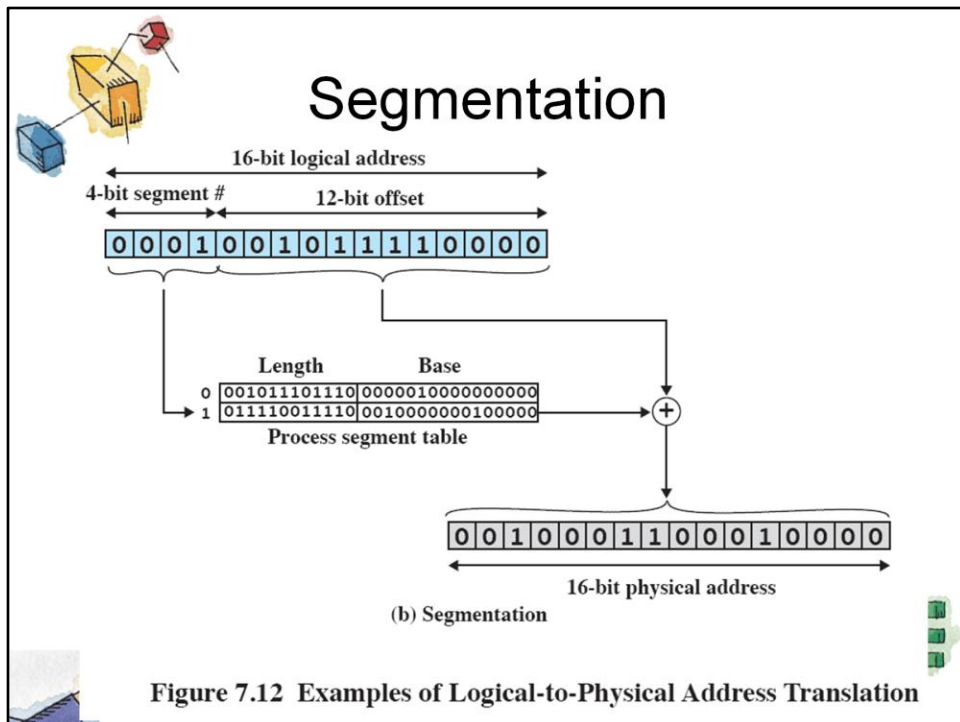 Segmentation
16-bit logical address
4-bit segment # 12-bit offset
0 0 0 1 0 0 1 0 1 1 1 1 0 0 0 0
Length Base
0 001011101110 0000010000000000
1 011110011110 0010000000100000
Process segment table
+
0 0 1 0 0 0 1 1 0 0 0 1 0 0 0 0
16-bit physical address
(b) Segmentation
Figure 7.12 Examples of Logical-to-Physical Address Translation